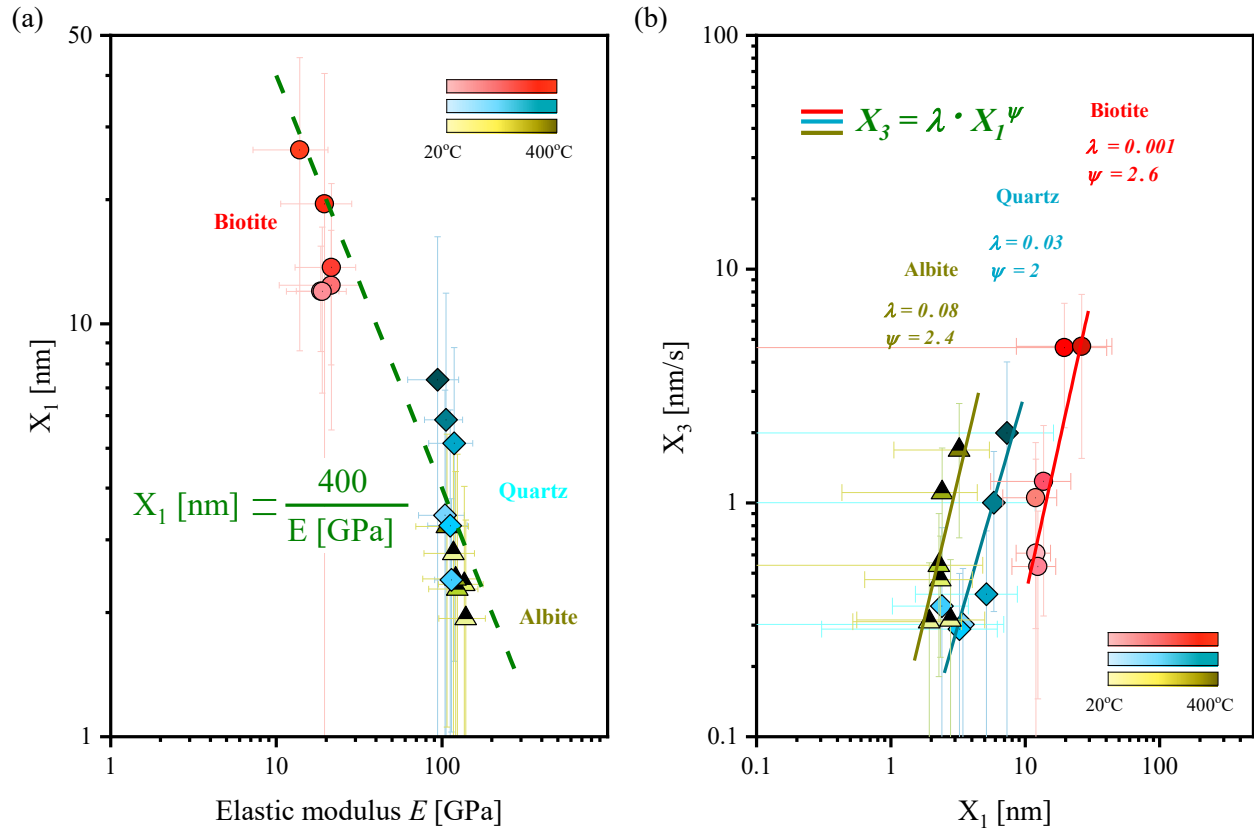 (a)
50
10
1
X₁ [nm]
1
10
100
Elastic modulus E [GPa]
20℃
400℃
Biotite
Quartz
Albite
X₁ [nm] = 400
E [GPa]
(b)
100
10
1
0.1
X₃ [nm/s]
0.1
1
10
100
X₁ [nm]
X₃ = λ · X₁^ψ
Biotite
λ = 0.001
ψ = 2.6
Quartz
λ = 0.03
ψ = 2
Albite
λ = 0.08
ψ = 2.4
20℃
400℃